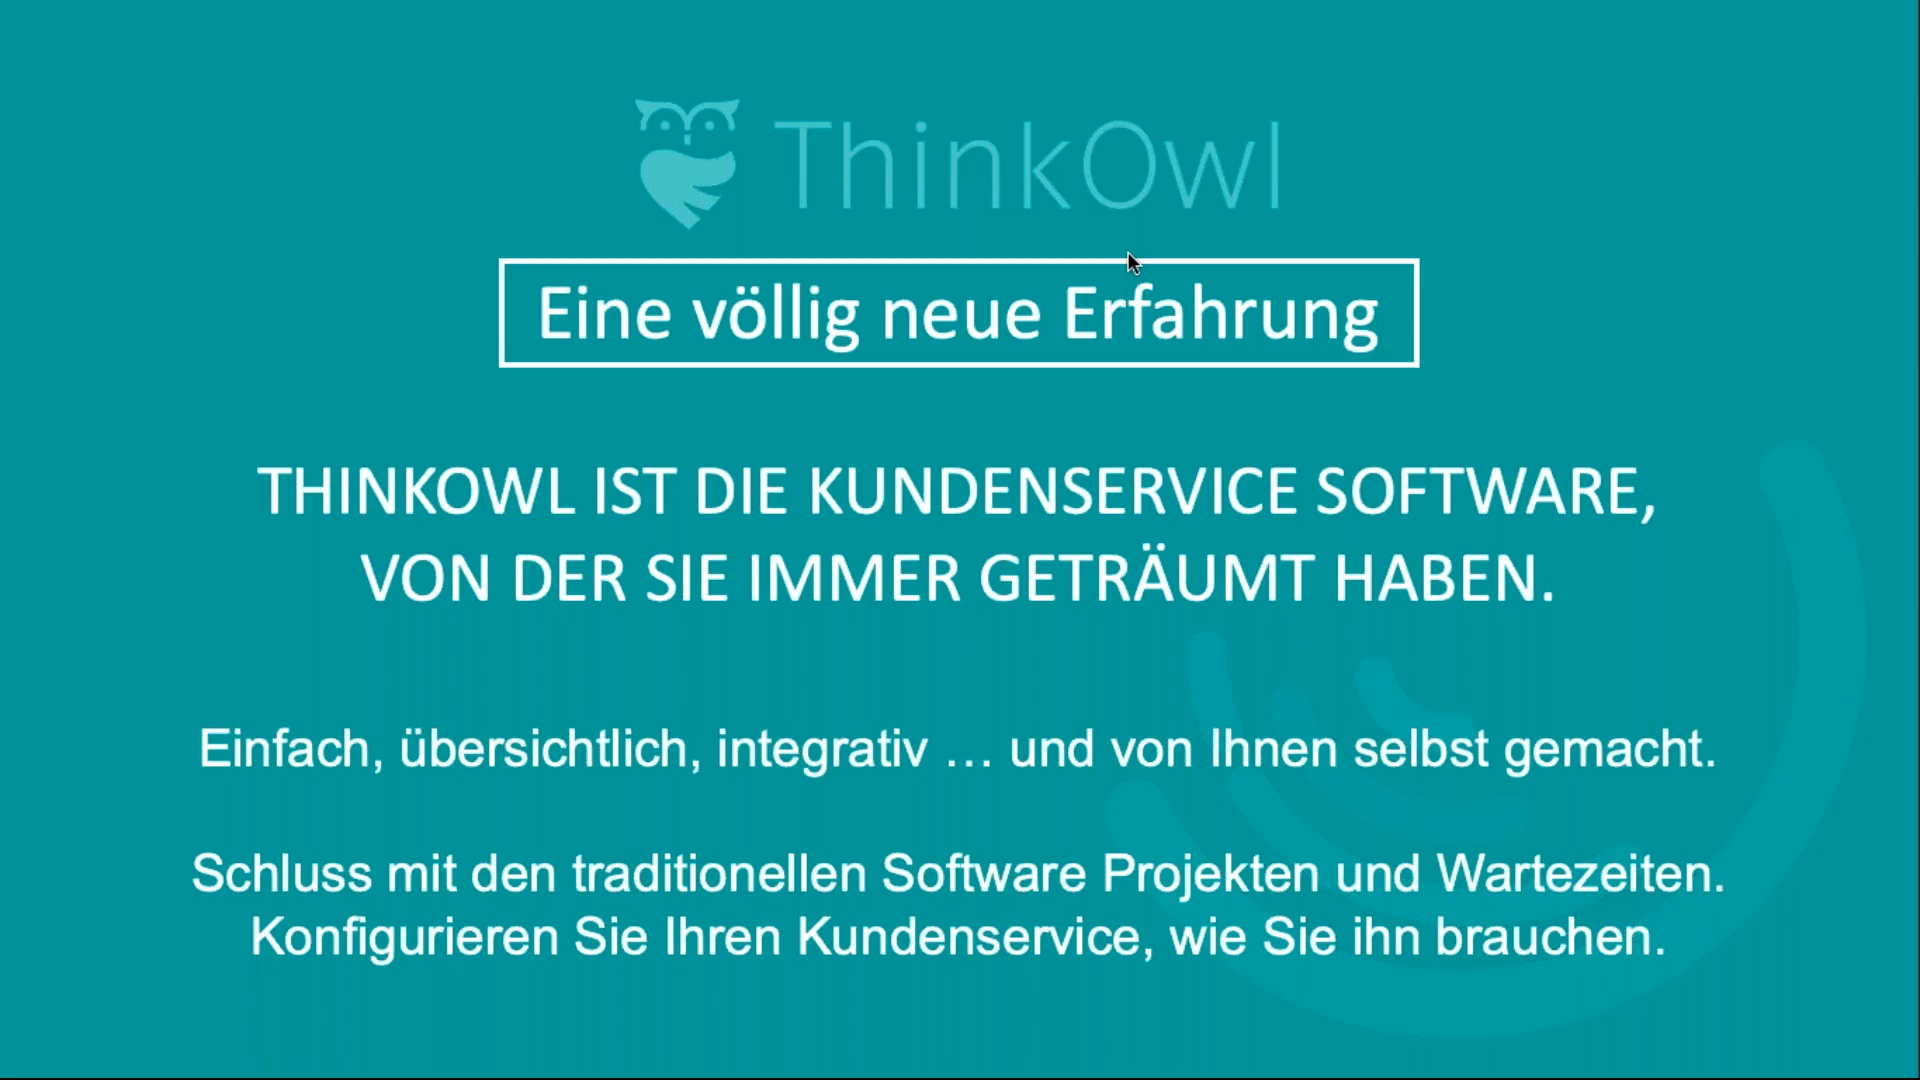 ThinkOwl
Eine völlig neue Erfahrung
THINKOWL IST DIE KUNDENSERVICE SOFTWARE,
VON DER SIE IMMER GETRÄUMT HABEN.
Einfach, übersichtlich, integrativ … und von Ihnen selbst gemacht.
Schluss mit den traditionellen Software Projekten und Wartezeiten.
Konfigurieren Sie Ihren Kundenservice, wie Sie ihn brauchen.